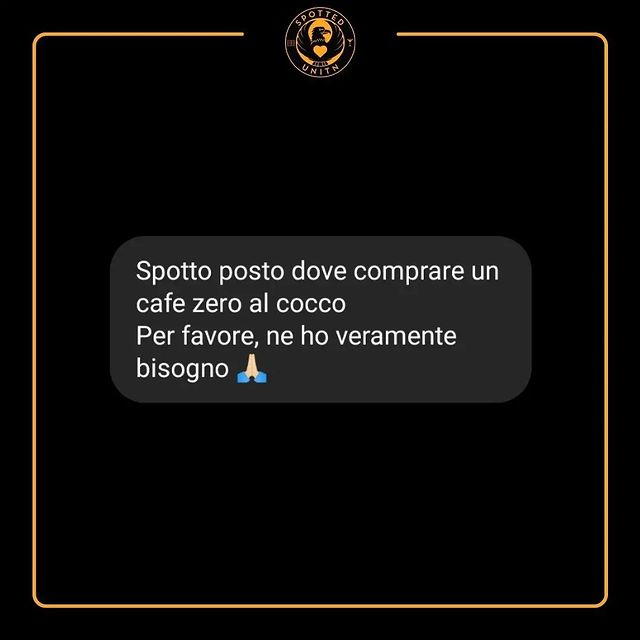 SPOTTED
UNITN
Spotto posto dove comprare un
cafe zero al cocco
Per favore, ne ho veramente
bisogno 🙏🏻